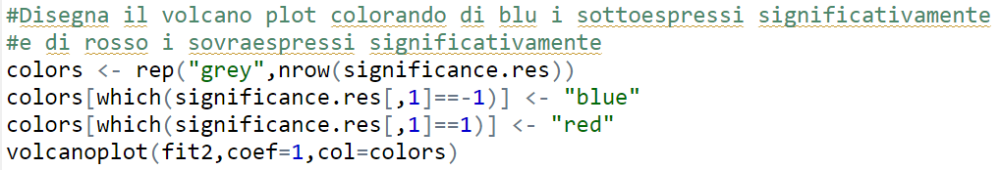 #Disegna il volcano plot colorando di blu i sottoespressi significativamente
#e di rosso i sovraespressi significativamente
colors <- rep("grey",nrow(significance.res))
colors[which(significance.res[,1]==-1)] <- "blue"
colors[which(significance.res[,1]==1)] <- "red"
volcanoplot(fit2,coef=1,col=colors)